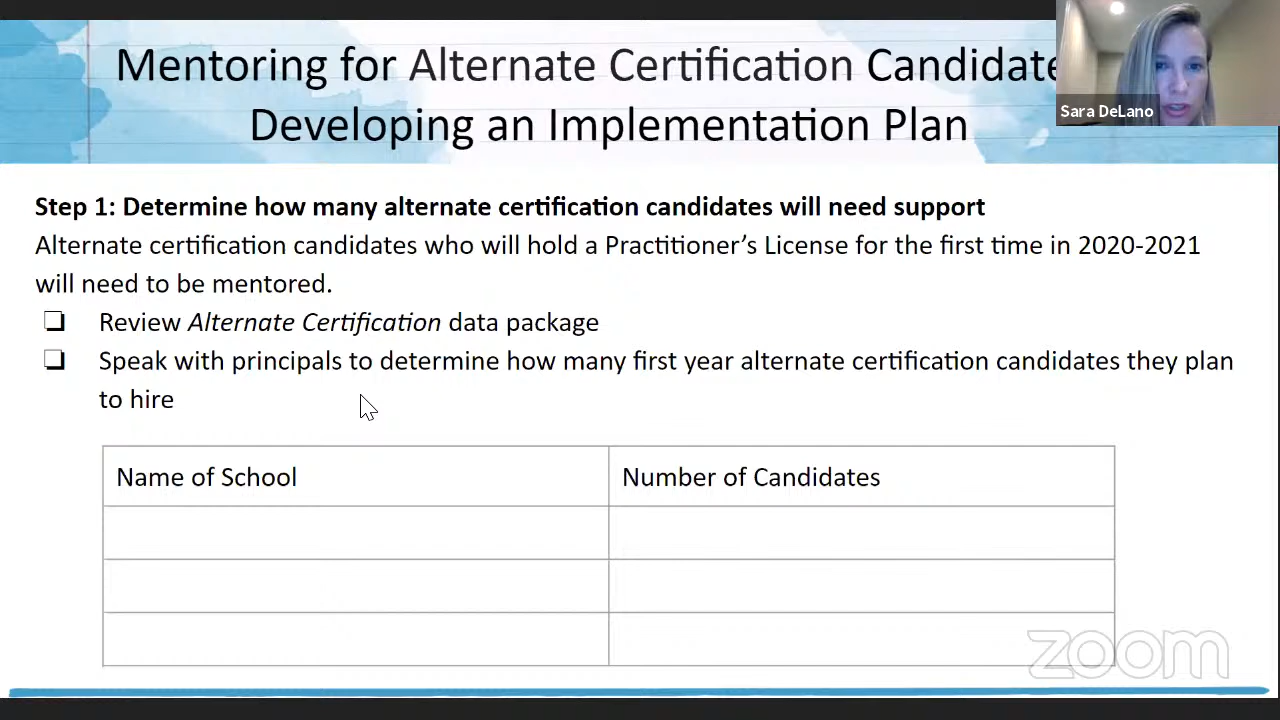 Mentoring for Alternate Certification Candidate
Developing an Implementation Plan
Sara DeLano
Step 1: Determine how many alternate certification candidates will need support
Alternate certification candidates who will hold a Practitioner’s License for the first time in 2020-2021
will need to be mentored.
❏ Review Alternate Certification data package
❏ Speak with principals to determine how many first year alternate certification candidates they plan
to hire
Name of School
Number of Candidates
zoom